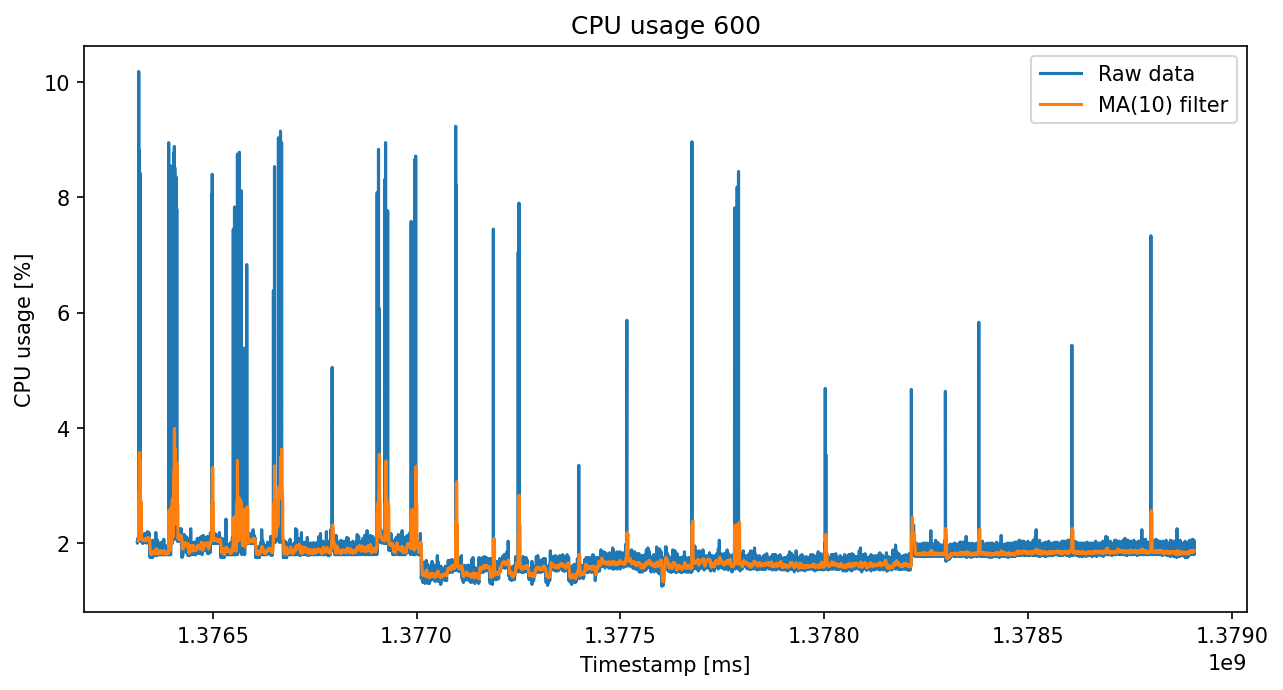 CPU usage 600
Raw data
MA(10) filter
CPU usage [%]
10
8
6
4
2
1.3765
1.3770
1.3775
1.3780
1.3785
1.3790
1e9
Timestamp [ms]